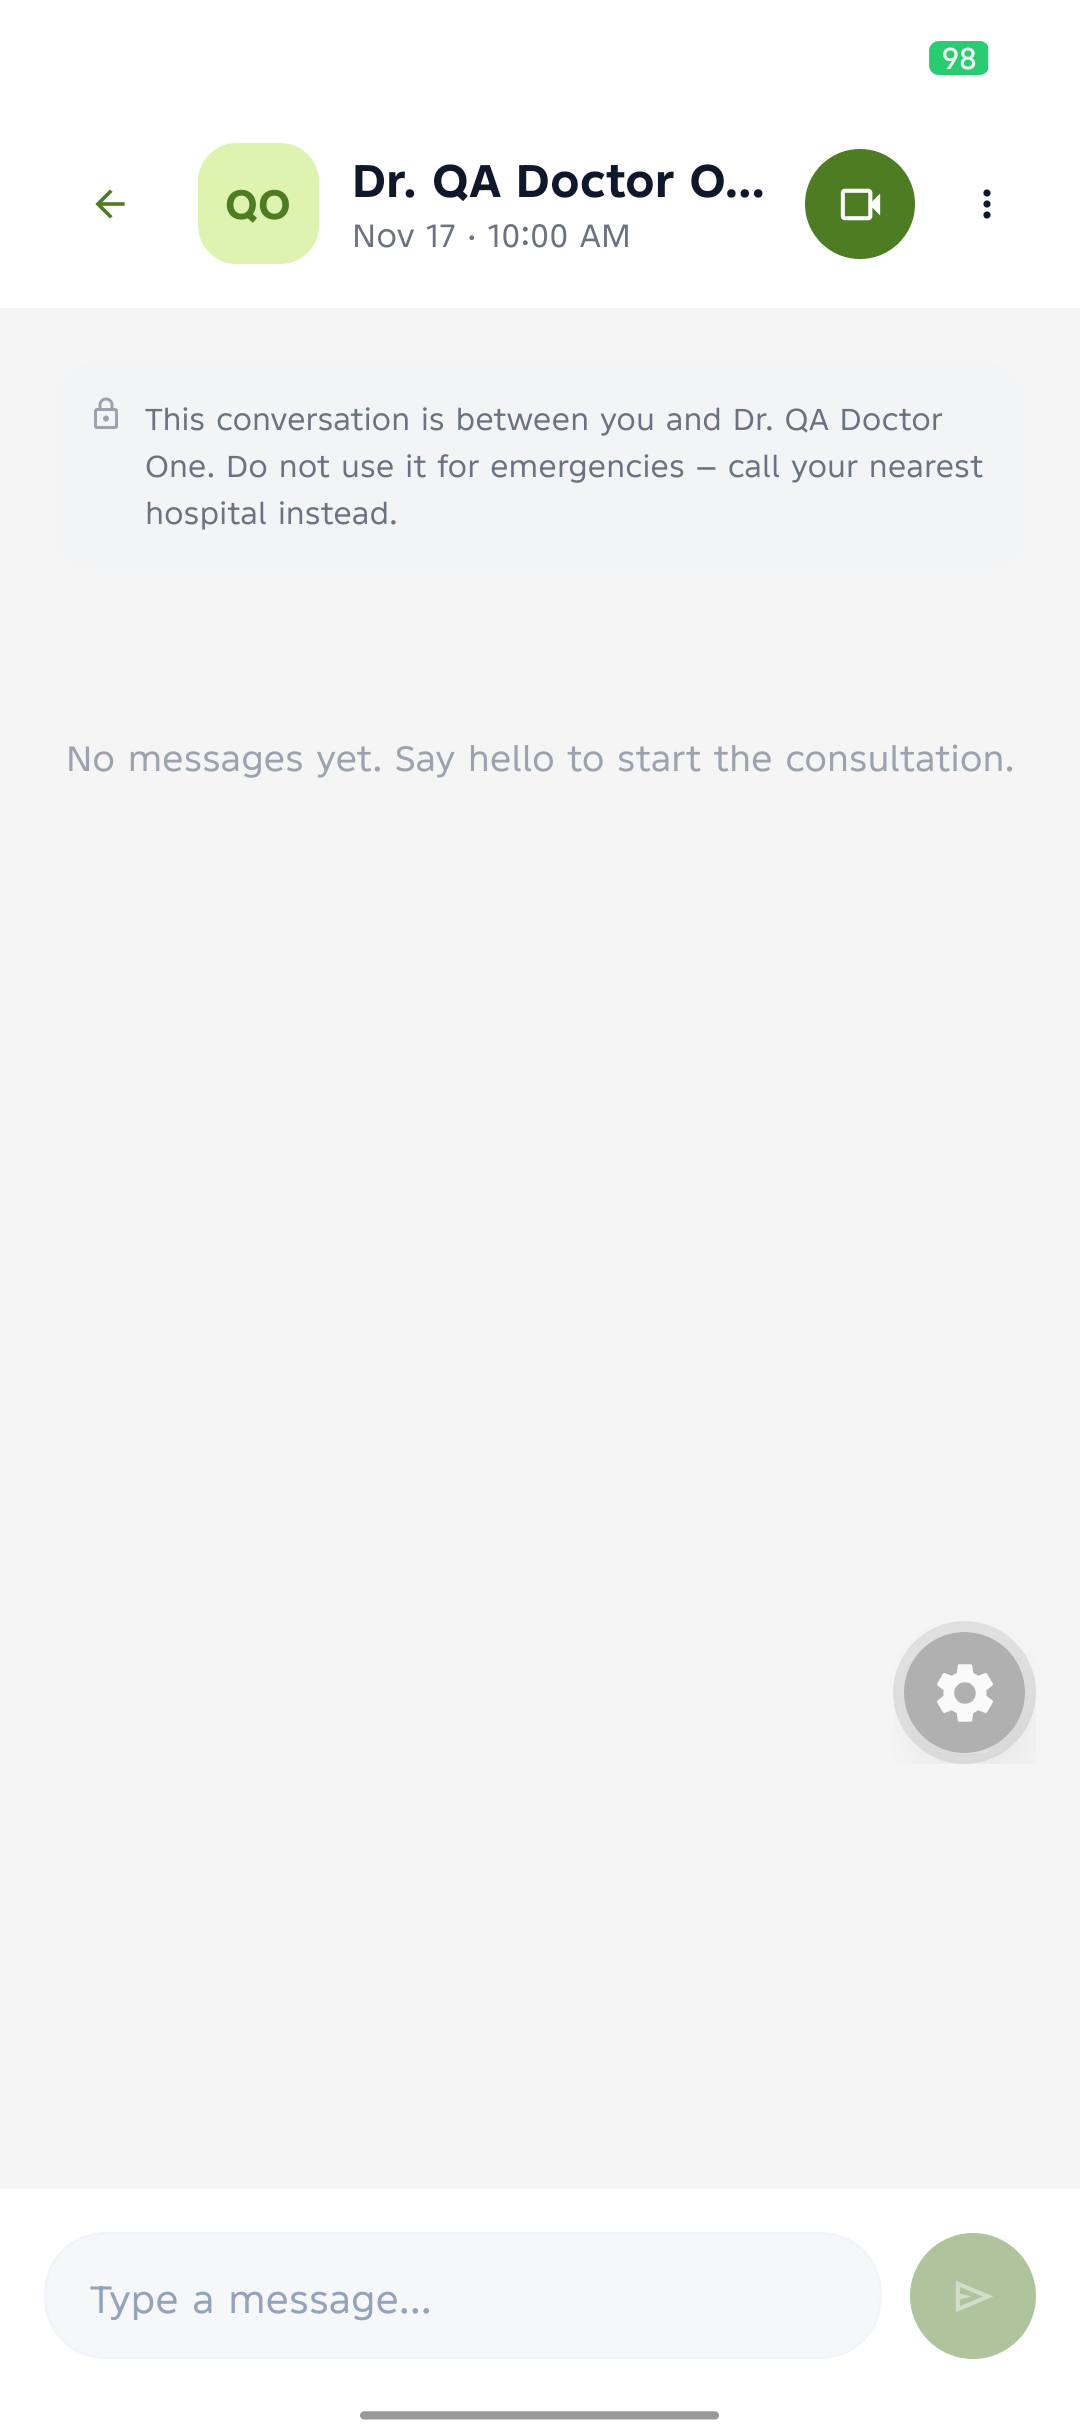 98
QO
Dr. QA Doctor O...
Nov 17 · 10:00 AM
This conversation is between you and Dr. QA Doctor
One. Do not use it for emergencies – call your nearest
hospital instead.
No messages yet. Say hello to start the consultation.
Type a message...